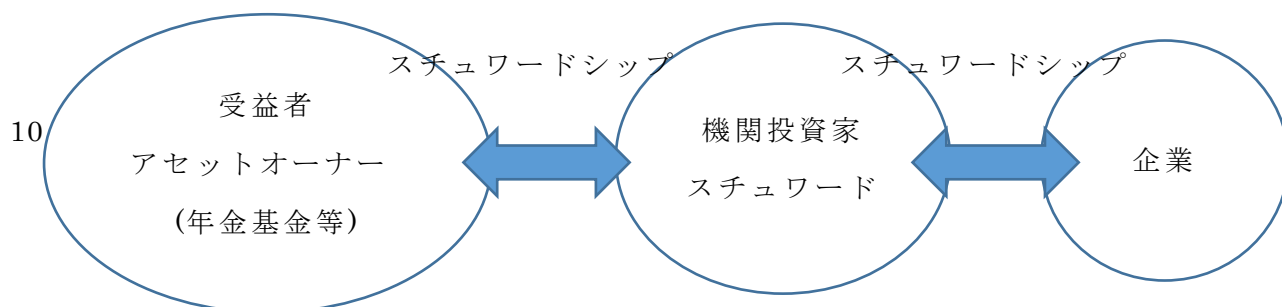 スチュワードシップ
スチュワードシップ
10
受益者
アセットオーナー
(年金基金等)
機関投資家
スチュワード
企業